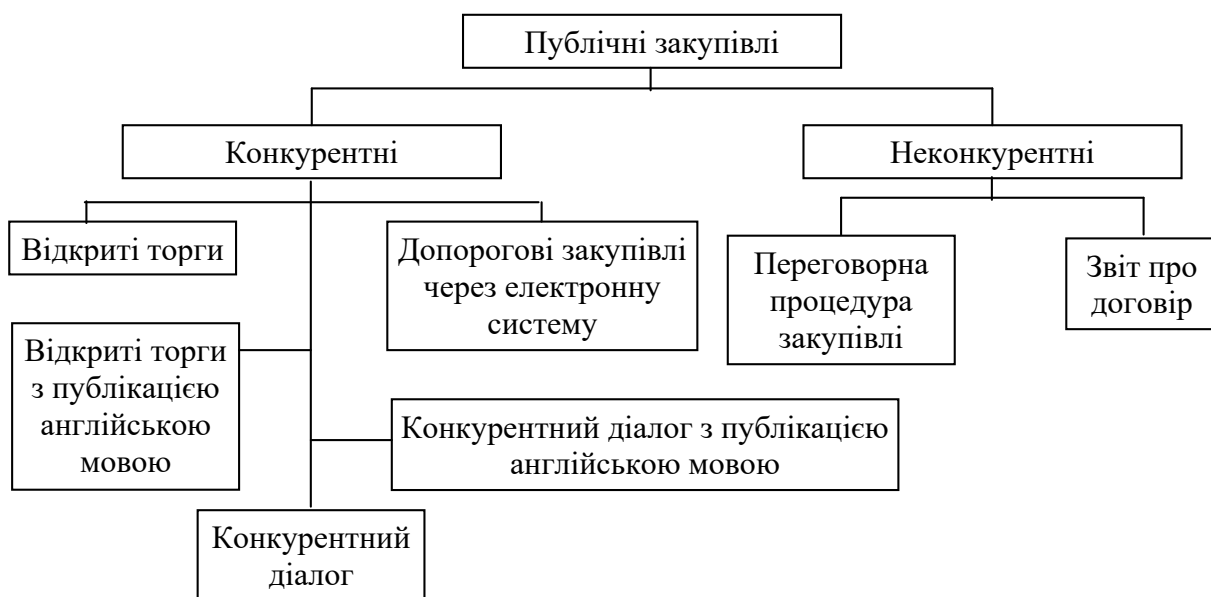 Публічні закупівлі
Конкурентні
Неконкурентні
Відкриті торги
Допорогові закупівлі
через електронну
систему
Переговорна
процедура
закупівлі
Звіт про
договір
Відкриті торги
з публікацією
англійською
мовою
Конкурентний діалог з публікацією
англійською мовою
Конкурентний
діалог